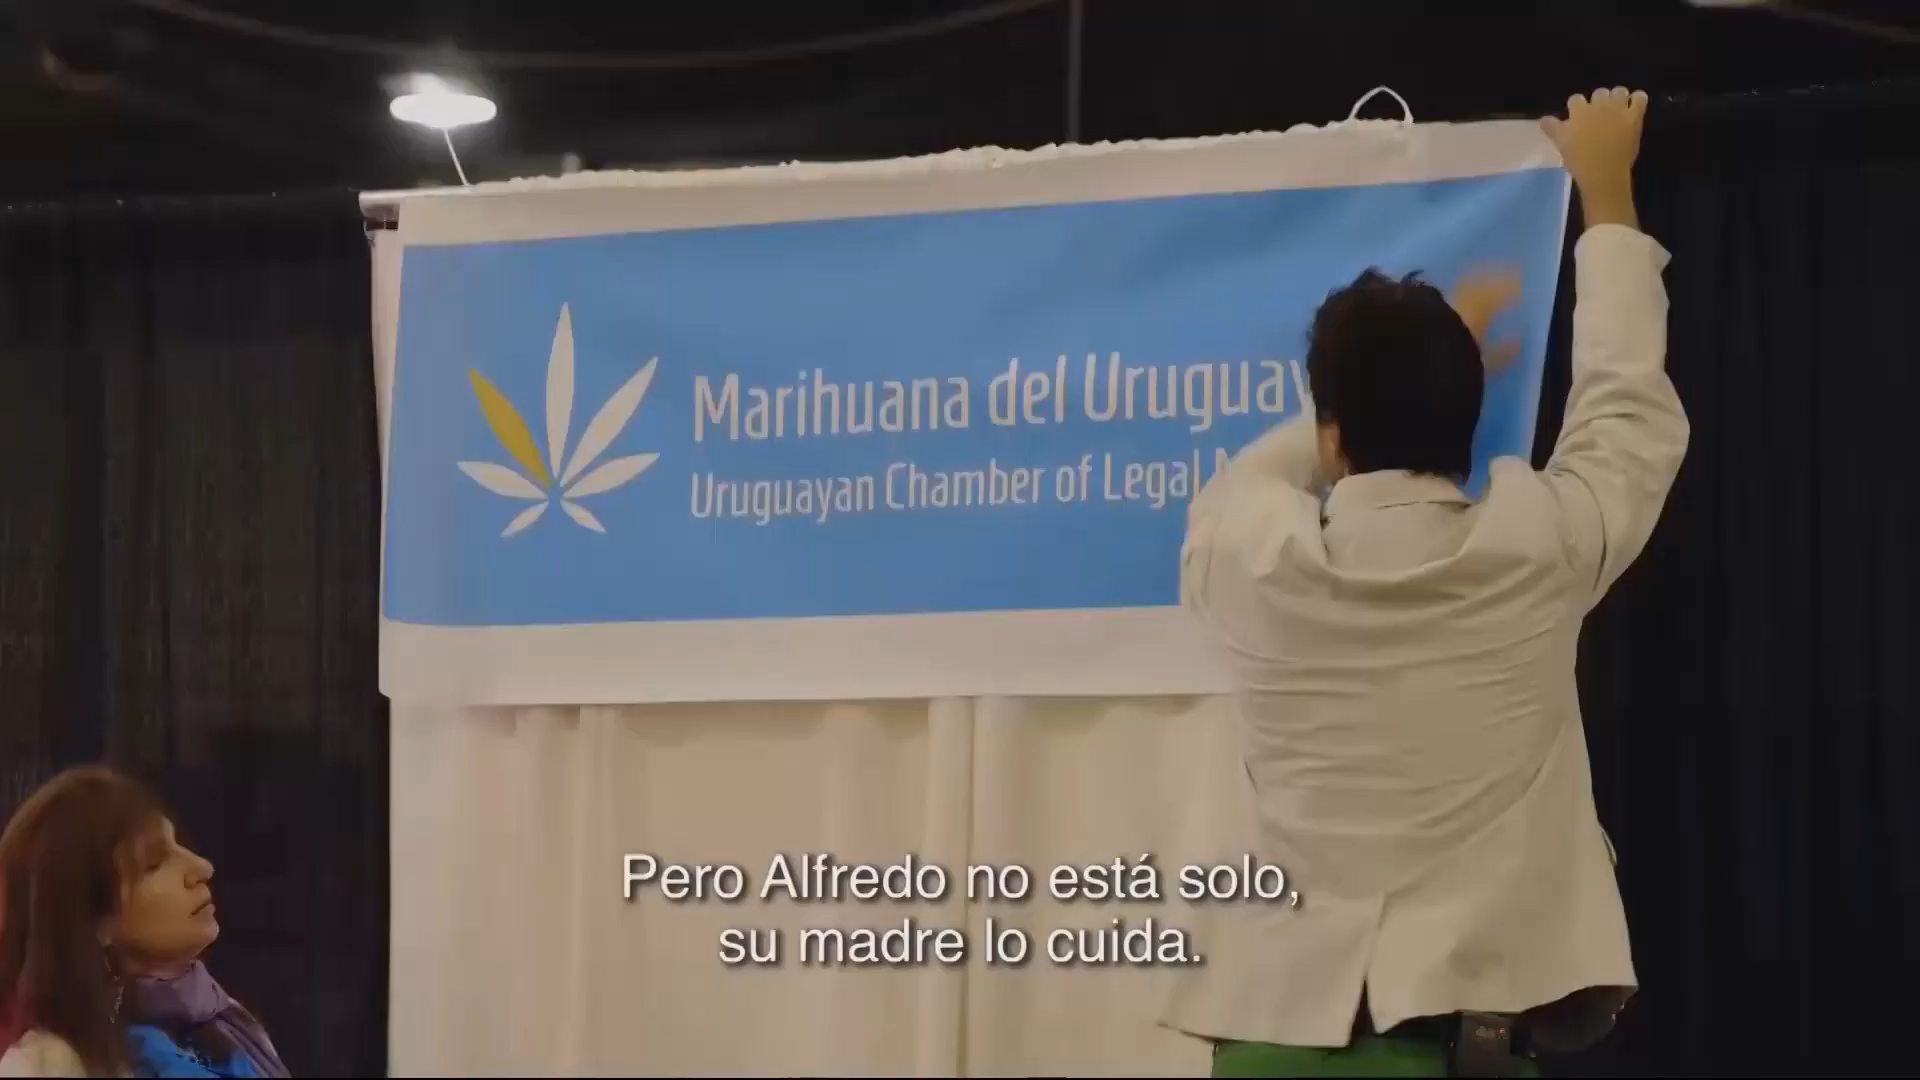 Marihuana del Uruguay
Uruguayan Chamber of Legal
Pero Alfredo no está solo,
su madre lo cuida.